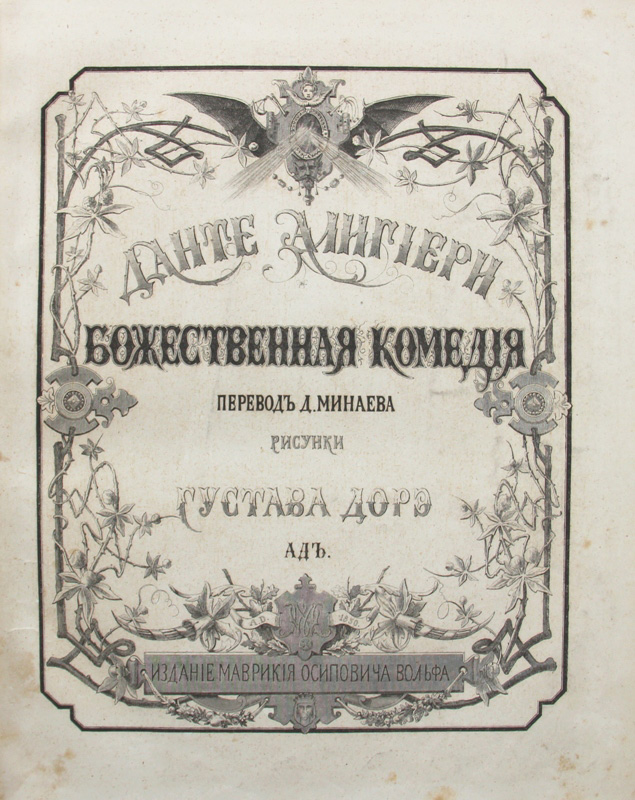 ДАНТЕ АЛИГІЕРИ
БОЖЕСТВЕННАЯ КОМЕДІЯ
ПЕРЕВОДЪ Д. МИНАЕВА
РИСУНКИ
ГУСТАВА ДОРЭ
АДЪ.
ИЗДАНІЕ МАВРИКІЯ ОСИПОВИЧА ВОЛЬФА